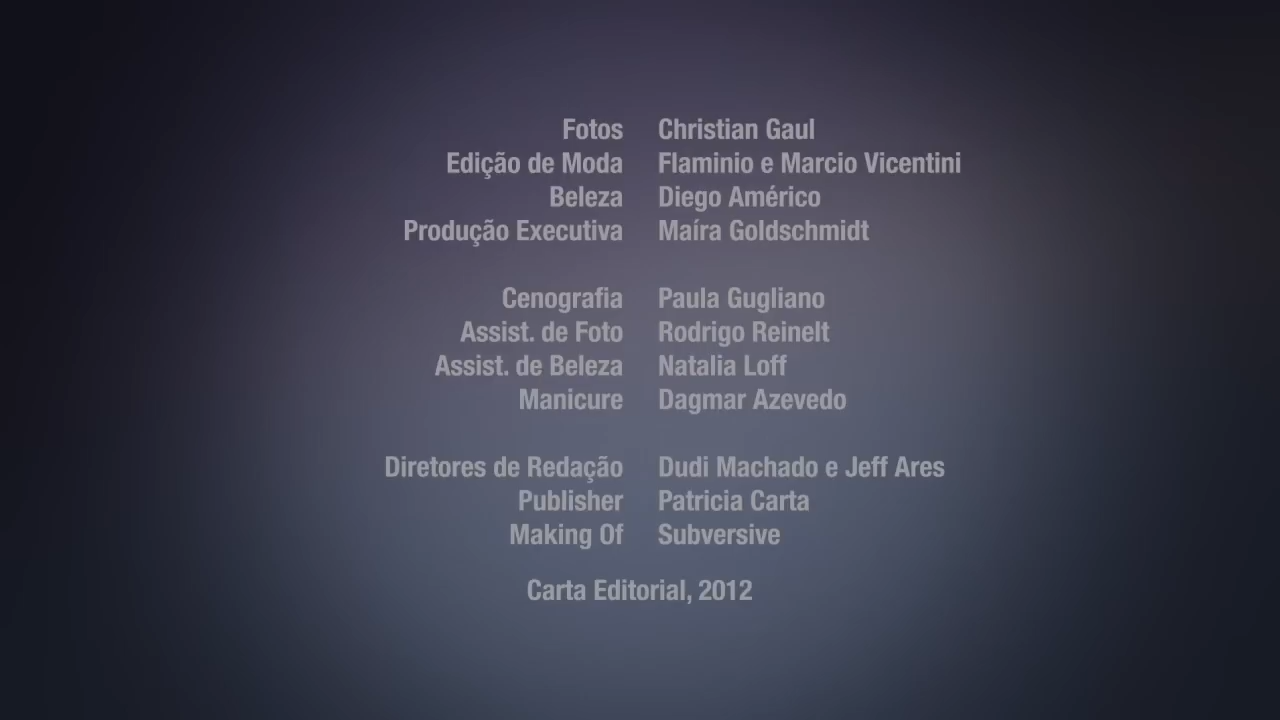 Fotos Christian Gaul
Edição de Moda Flaminio e Marcio Vicentini
Beleza Diego Américo
Produção Executiva Maíra Goldschmidt
Cenografia Paula Gugliano
Assist. de Foto Rodrigo Reinelt
Assist. de Beleza Natalia Loff
Manicure Dagmar Azevedo
Diretores de Redação Dudi Machado e Jeff Ares
Publisher Patricia Carta
Making Of Subversive
Carta Editorial, 2012